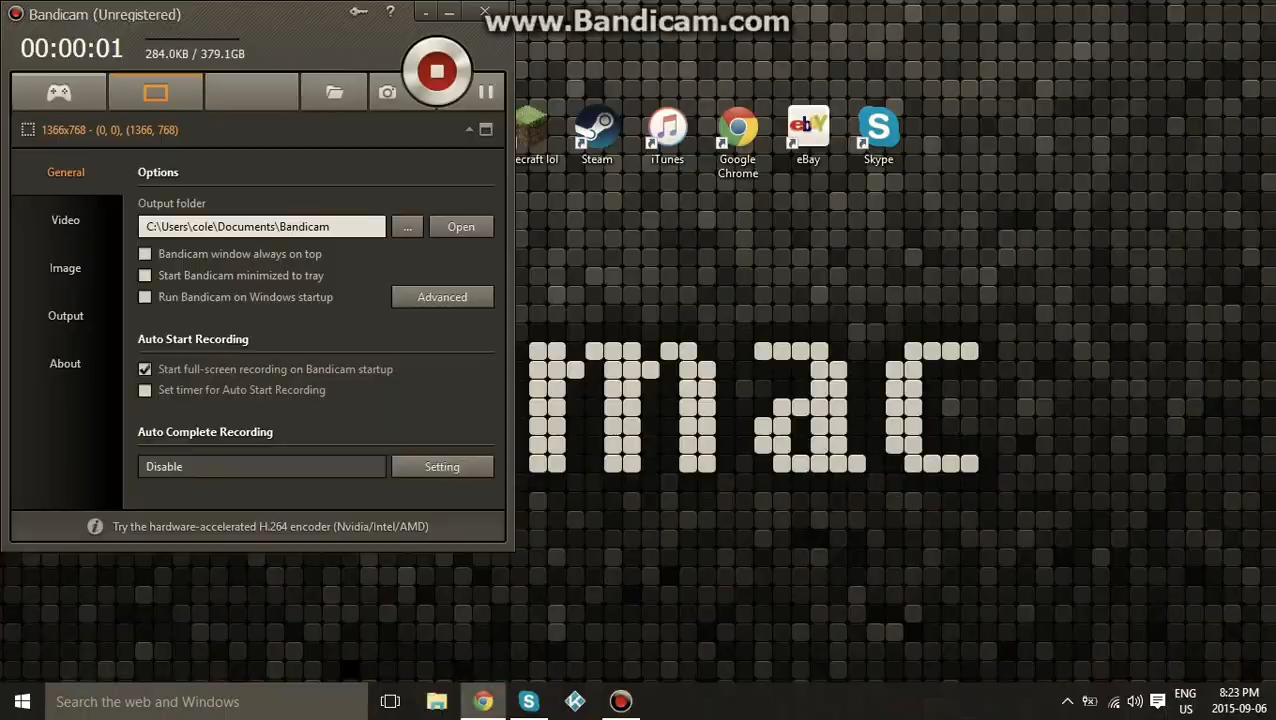 Bandicam (Unregistered)
?
www.Bandicam.com
00:00:01
284.0KB / 379.1GB
1366x768 - (0, 0), (1366, 768)
ecraft lol
Steam
iTunes
Google
Chrome
ebY
eBay
S
Skype
General
Options
Output folder
Video
C:\Users\cole\Documents\Bandicam
...
Open
Bandicam window always on top
Image
Start Bandicam minimized to tray
Run Bandicam on Windows startup
Advanced
Output
Auto Start Recording
About
Start full-screen recording on Bandicam startup
Set timer for Auto Start Recording
Auto Complete Recording
Disable
Setting
mac
Try the hardware-accelerated H.264 encoder (Nvidia/Intel/AMD)
Search the web and Windows
ENG
US
8:23 PM
2015-09-06